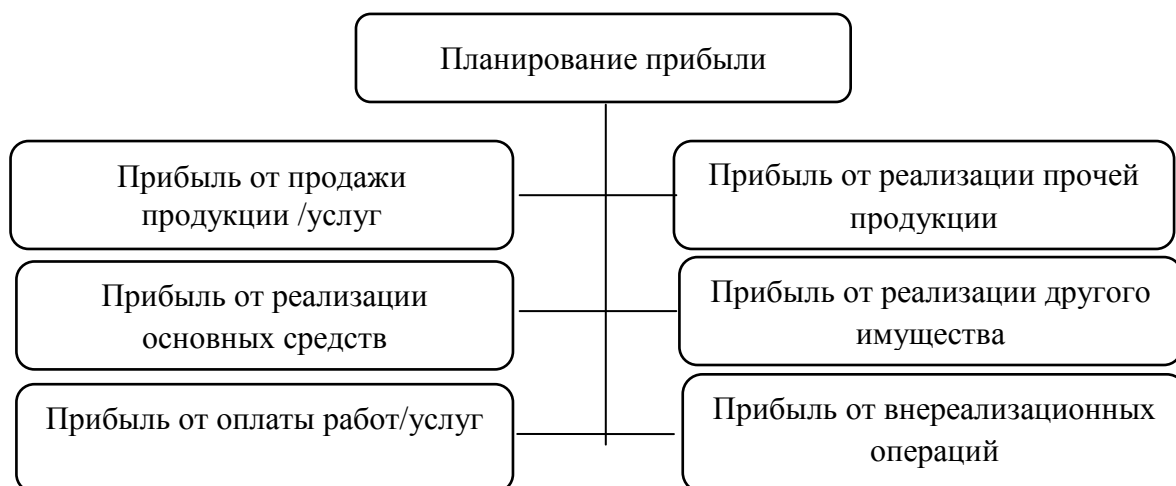 Планирование прибыли
Прибыль от продажи
продукции /услуг
Прибыль от реализации прочей
продукции
Прибыль от реализации
основных средств
Прибыль от реализации другого
имущества
Прибыль от оплаты работ/услуг
Прибыль от внереализационных
операций